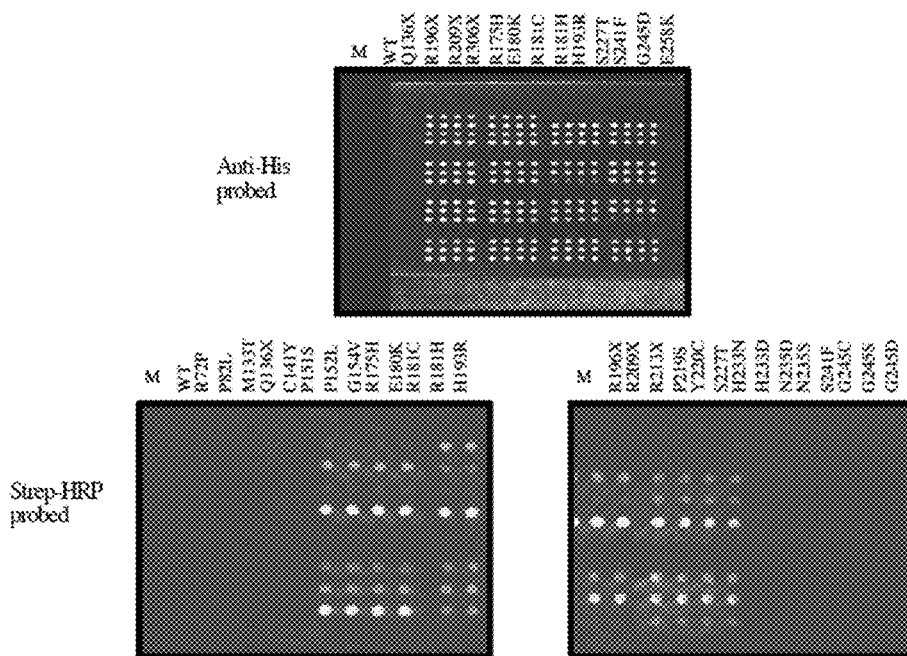 M
WT
Q136X
R196X
R209X
R306X
R175H
E180K
R181C
R181H
H193R
S227T
S241F
G245D
E258K
Anti-His
probed
M
WT
R72P
P82L
M133T
Q136X
C141Y
P151S
P152L
G154V
R175H
E180K
R181C
R181H
H193R
M
R196X
R209X
R213X
P219S
Y220C
S227T
H233N
H233D
N235D
N235S
S241F
G245C
G245S
G245D
Strep-HRP
probed